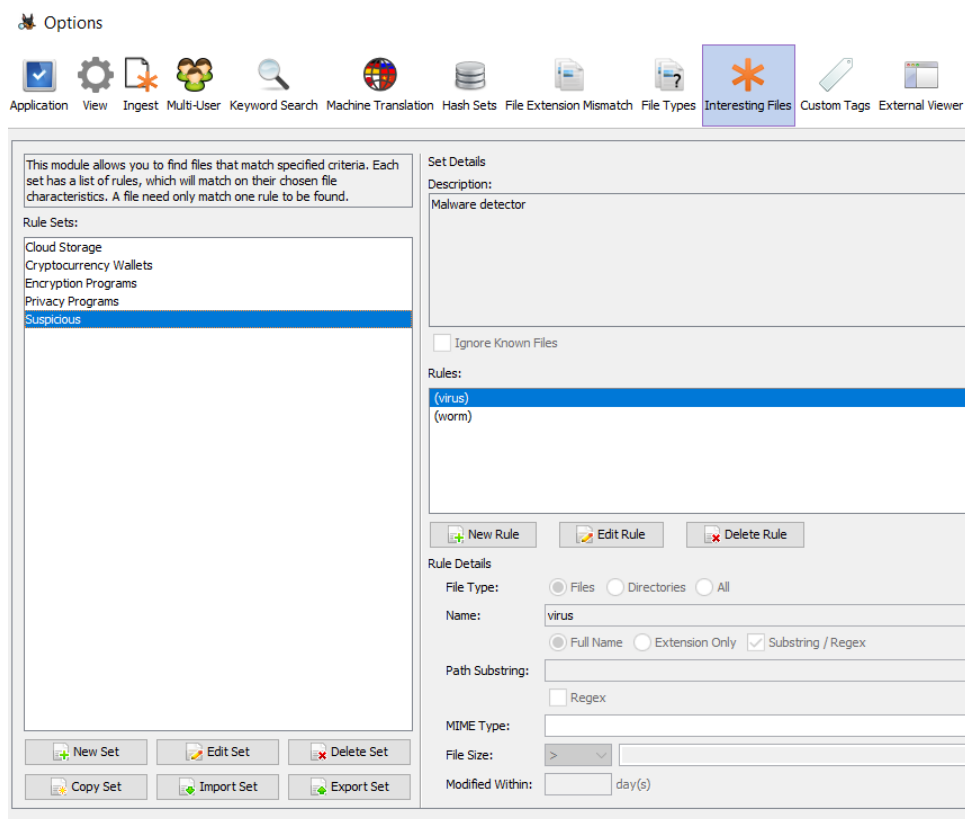 Options
Application View Ingest Multi-User Keyword Search Machine Translation Hash Sets File Extension Mismatch File Types Interesting Files Custom Tags External Viewer
This module allows you to find files that match specified criteria. Each
set has a list of rules, which will match on their chosen file
characteristics. A file need only match one rule to be found.
Rule Sets:
Cloud Storage
Cryptocurrency Wallets
Encryption Programs
Privacy Programs
Suspicious
New Set Edit Set Delete Set
Copy Set Import Set Export Set
Set Details
Description:
Malware detector
Ignore Known Files
Rules:
(virus)
(worm)
New Rule Edit Rule Delete Rule
Rule Details
File Type: Files Directories All
Name: virus
Full Name Extension Only Substring / Regex
Path Substring:
Regex
MIME Type:
File Size: >
Modified Within: day(s)